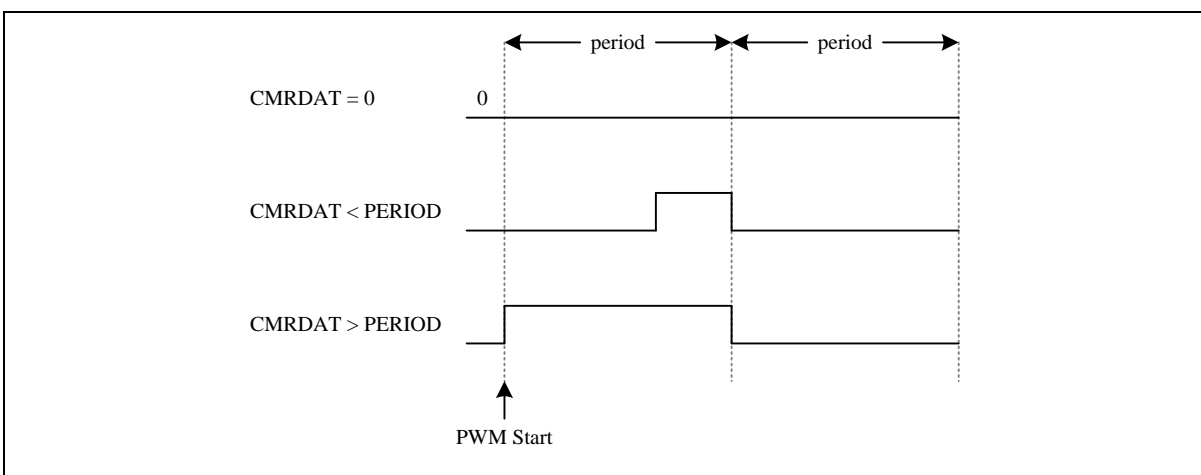 period period
CMRDAT = 0 0
CMRDAT < PERIOD
CMRDAT > PERIOD
PWM Start